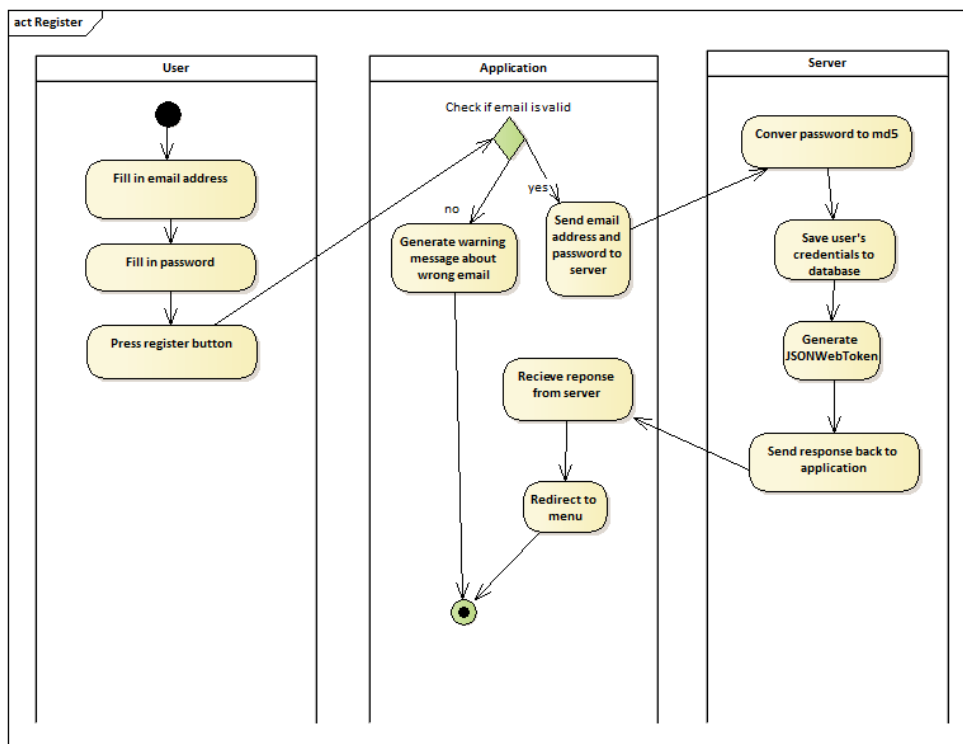 act Register
User
Application
Server
Fill in email address
Fill in password
Press register button
Check if email is valid
no
yes
Generate warning
message about
wrong email
Send email
address and
password to
server
Conver password to md5
Save user's
credentials to
database
Generate
JSONWebToken
Send response back to
application
Recieve reponse
from server
Redirect to
menu